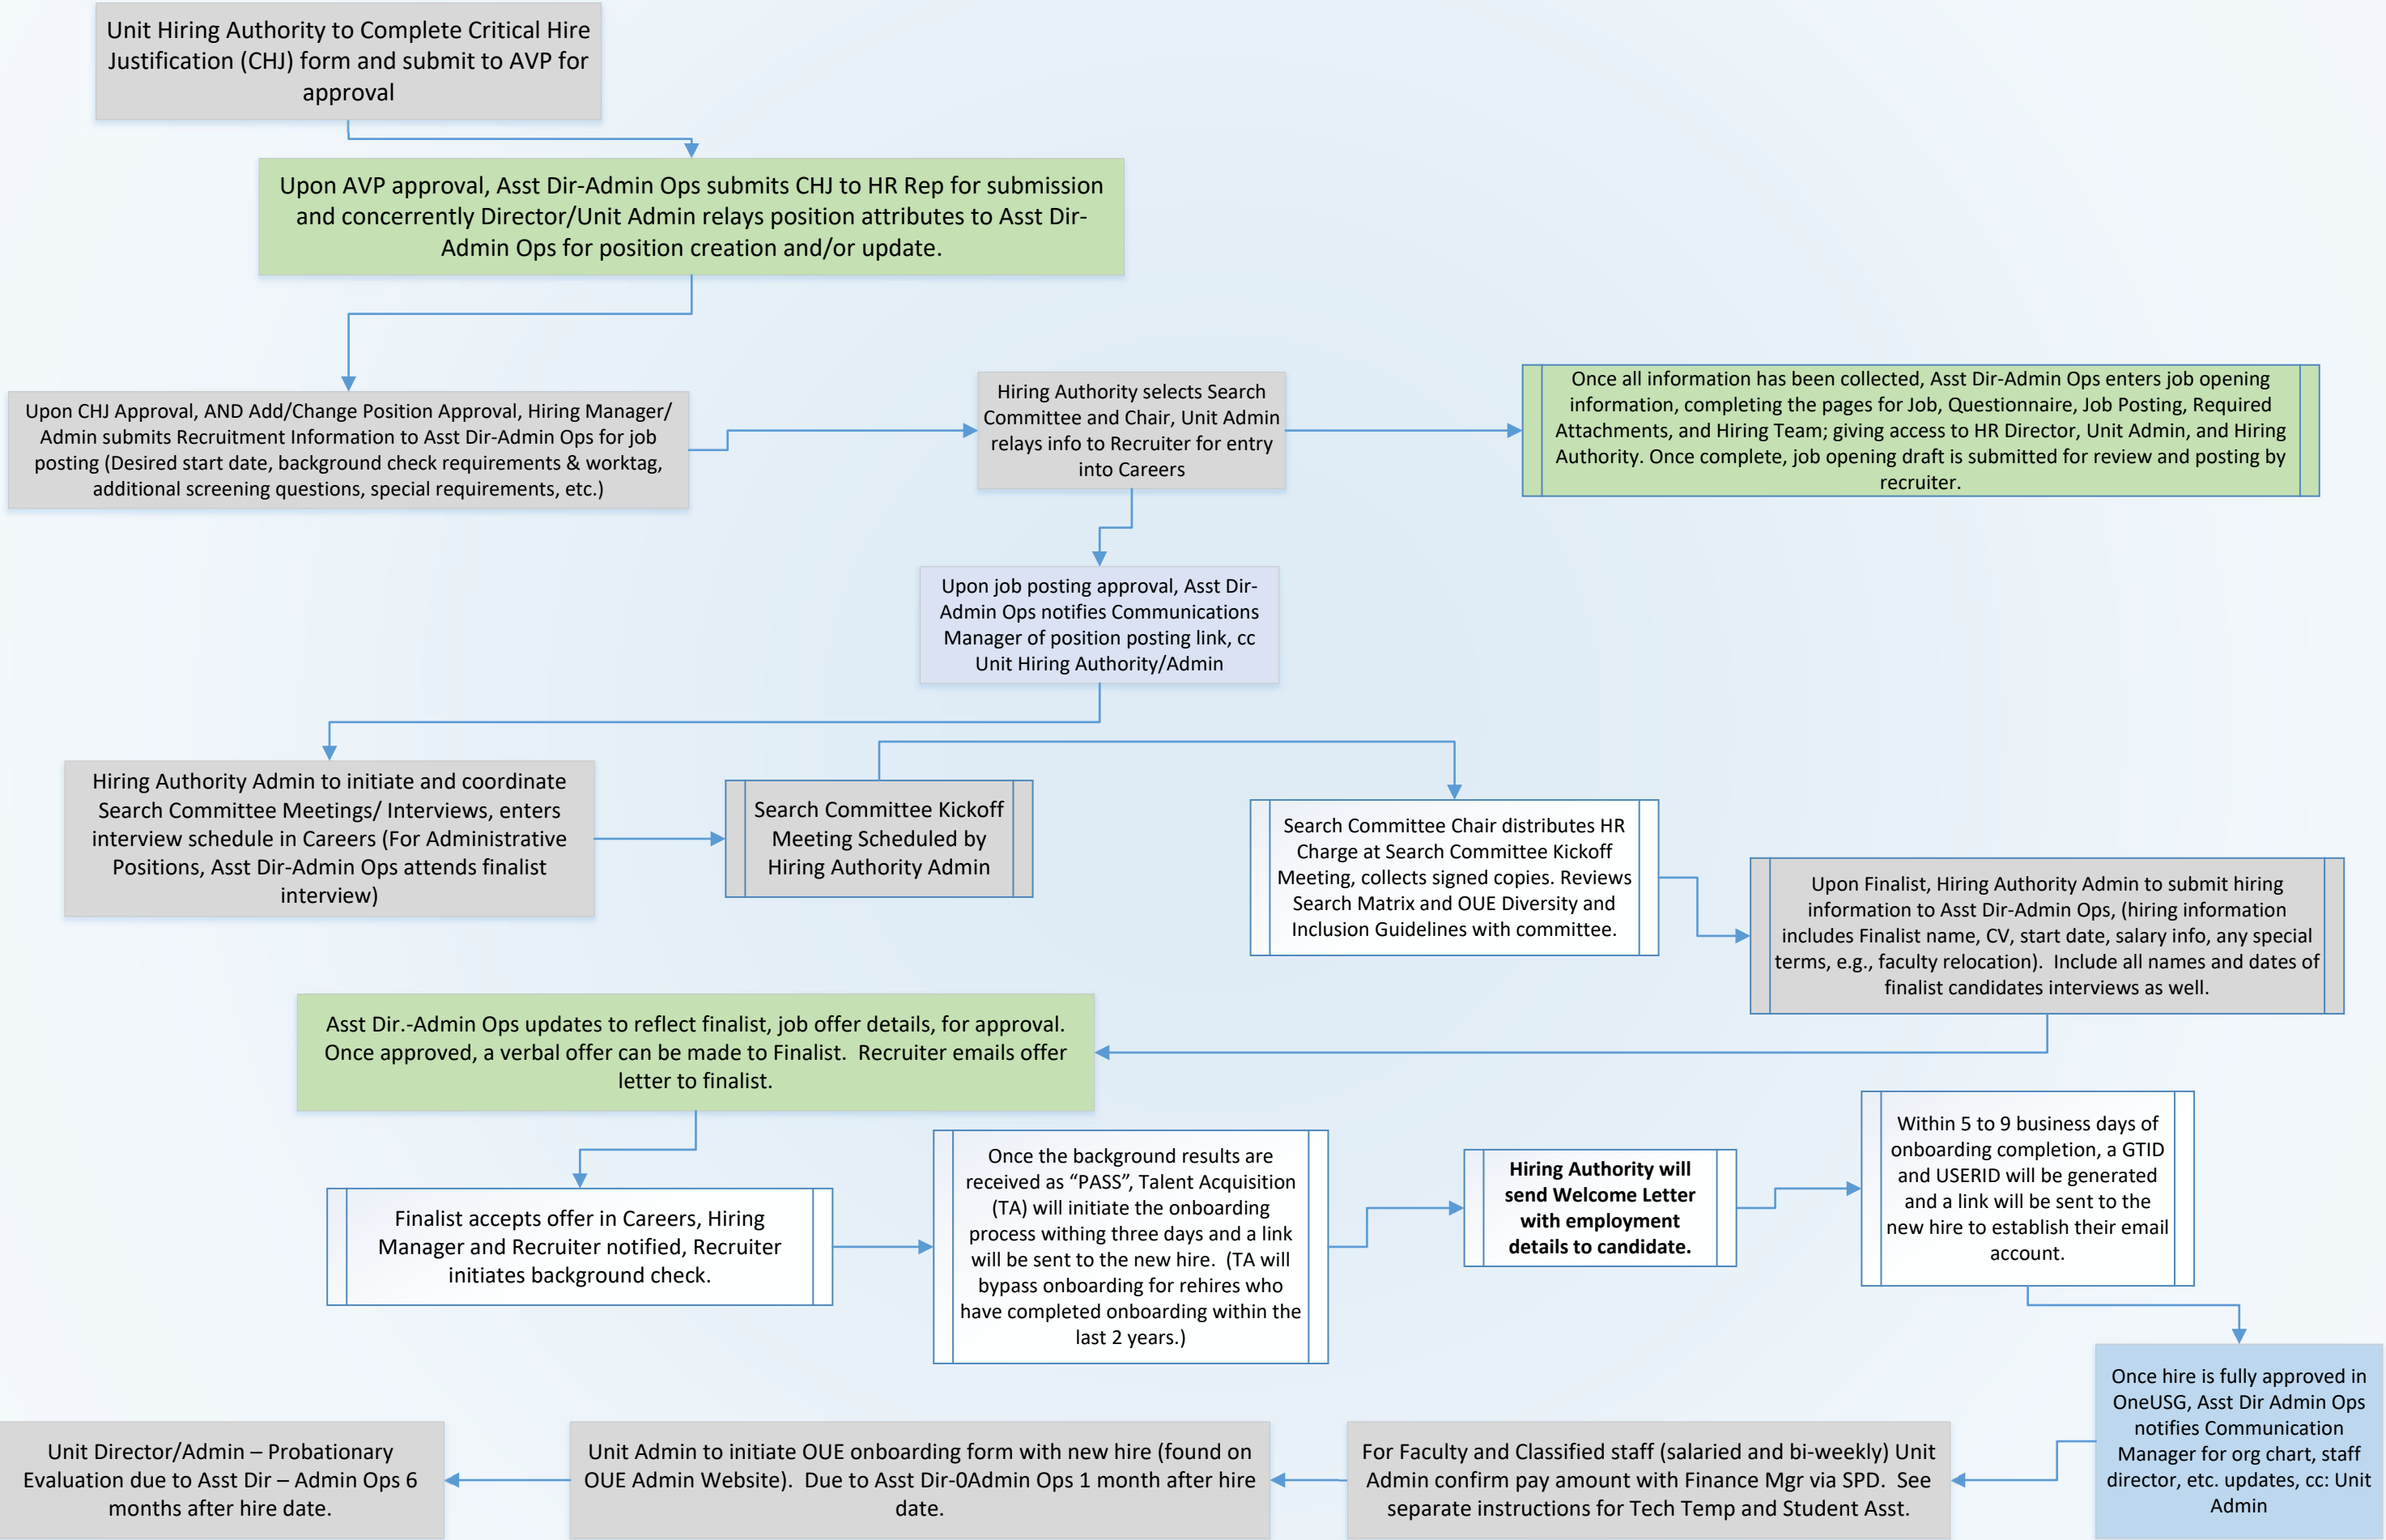 Unit Hiring Authority to Complete Critical Hire
Justification (CHJ) form and submit to AVP for
approval
Upon AVP approval, Asst Dir-Admin Ops submits CHJ to HR Rep for submission
and concerrently Director/Unit Admin relays position attributes to Asst Dir-
Admin Ops for position creation and/or update.
Upon CHJ Approval, AND Add/Change Position Approval, Hiring Manager/
Admin submits Recruitment Information to Asst Dir-Admin Ops for job
posting (Desired start date, background check requirements & worktag,
additional screening questions, special requirements, etc.)
Hiring Authority selects Search
Committee and Chair, Unit Admin
relays info to Recruiter for entry
into Careers
Once all information has been collected, Asst Dir-Admin Ops enters job opening
information, completing the pages for Job, Questionnaire, Job Posting, Required
Attachments, and Hiring Team; giving access to HR Director, Unit Admin, and Hiring
Authority. Once complete, job opening draft is submitted for review and posting by
recruiter.
Upon job posting approval, Asst Dir-
Admin Ops notifies Communications
Manager of position posting link, cc
Unit Hiring Authority/Admin
Hiring Authority Admin to initiate and coordinate
Search Committee Meetings/ Interviews, enters
interview schedule in Careers (For Administrative
Positions, Asst Dir-Admin Ops attends finalist
interview)
Search Committee Kickoff
Meeting Scheduled by
Hiring Authority Admin
Search Committee Chair distributes HR
Charge at Search Committee Kickoff
Meeting, collects signed copies. Reviews
Search Matrix and OUE Diversity and
Inclusion Guidelines with committee.
Upon Finalist, Hiring Authority Admin to submit hiring
information to Asst Dir-Admin Ops, (hiring information
includes Finalist name, CV, start date, salary info, any special
terms, e.g., faculty relocation). Include all names and dates of
finalist candidates interviews as well.
Asst Dir.-Admin Ops updates to reflect finalist, job offer details, for approval.
Once approved, a verbal offer can be made to Finalist. Recruiter emails offer
letter to finalist.
Finalist accepts offer in Careers, Hiring
Manager and Recruiter notified, Recruiter
initiates background check.
Once the background results are
received as “PASS”, Talent Acquisition
(TA) will initiate the onboarding
process withing three days and a link
will be sent to the new hire. (TA will
bypass onboarding for rehires who
have completed onboarding within the
last 2 years.)
Hiring Authority will
send Welcome Letter
with employment
details to candidate.
Within 5 to 9 business days of
onboarding completion, a GTID
and USERID will be generated
and a link will be sent to the
new hire to establish their email
account.
Once hire is fully approved in
OneUSG, Asst Dir Admin Ops
notifies Communication
Manager for org chart, staff
director, etc. updates, cc: Unit
Admin
For Faculty and Classified staff (salaried and bi-weekly) Unit
Admin confirm pay amount with Finance Mgr via SPD. See
separate instructions for Tech Temp and Student Asst.
Unit Admin to initiate OUE onboarding form with new hire (found on
OUE Admin Website). Due to Asst Dir-0Admin Ops 1 month after hire
date.
Unit Director/Admin – Probationary
Evaluation due to Asst Dir – Admin Ops 6
months after hire date.